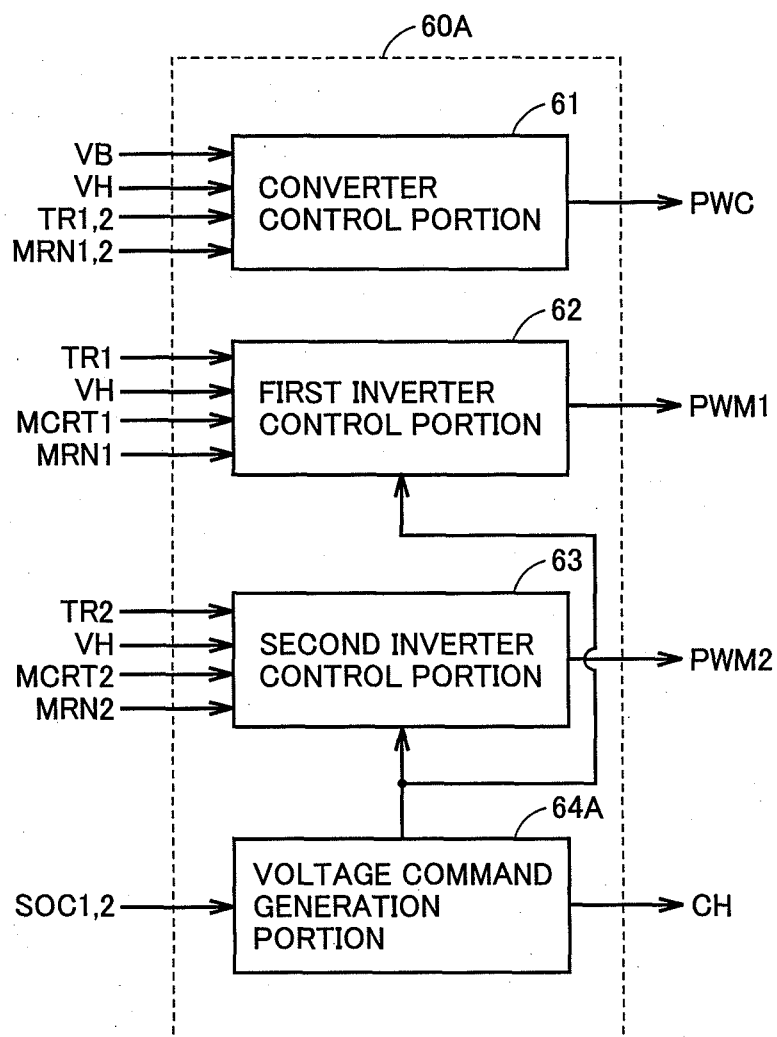 60A
61
VB
VH
TR1,2
MRN1,2
CONVERTER
CONTROL PORTION
PWC
62
TR1
VH
MCRT1
MRN1
FIRST INVERTER
CONTROL PORTION
PWM1
63
TR2
VH
MCRT2
MRN2
SECOND INVERTER
CONTROL PORTION
PWM2
64A
SOC1,2
VOLTAGE COMMAND
GENERATION
PORTION
CH